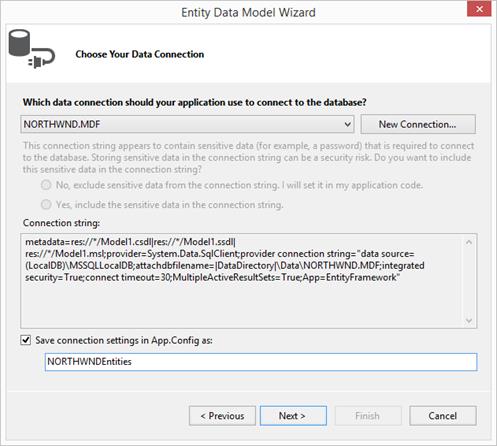 Entity Data Model Wizard
Choose Your Data Connection
Which data connection should your application use to connect to the database?
NORTHWND.MDF
New Connection...
This connection string appears to contain sensitive data (for example, a password) that is required to connect
to the database. Storing sensitive data in the connection string can be a security risk. Do you want to include
this sensitive data in the connection string?
No, exclude sensitive data from the connection string. I will set it in my application code.
Yes, include the sensitive data in the connection string.
Connection string:
metadata=res://*/Model1.csdl|res://*/Model1.ssdl|
res://*/Model1.msl;provider=System.Data.SqlClient;provider connection string="data source=
(LocalDB)\MSSQLLocalDB;attachdbfilename=|DataDirectory|\Data\NORTHWND.MDF;integrated
security=True;connect timeout=30;MultipleActiveResultSets=True;App=EntityFramework"
Save connection settings in App.Config as:
NORTHWNDEntities
< Previous
Next >
Finish
Cancel